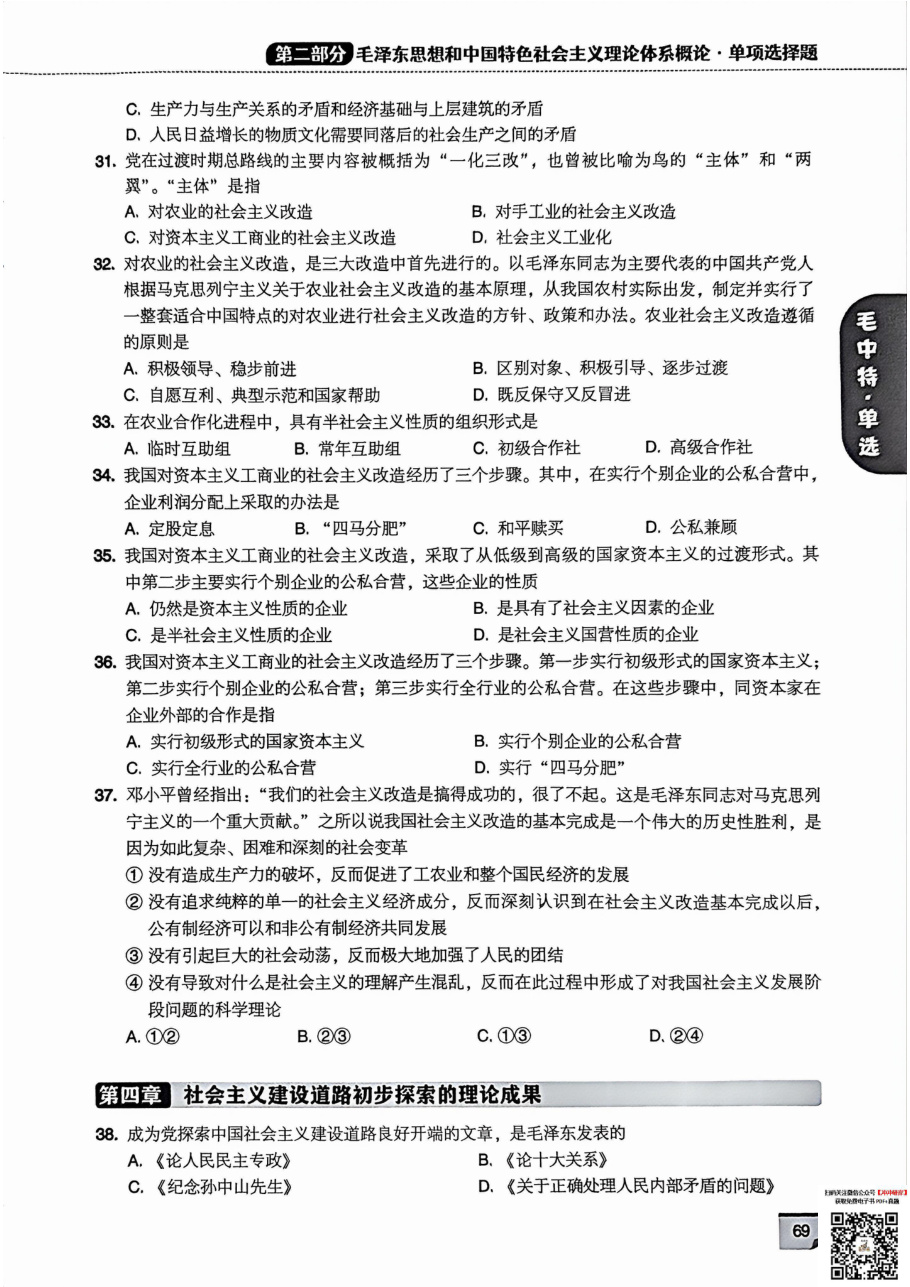 第二部分 毛泽东思想和中国特色社会主义理论体系概论·单项选择题
C. 生产力与生产关系的矛盾和经济基础与上层建筑的矛盾
D. 人民日益增长的物质文化需要同落后的社会生产之间的矛盾
31. 党在过渡时期总路线的主要内容被概括为“一化三改”，也曾被比喻为鸟的“主体”和“两
翼”。“主体”是指
A. 对农业的社会主义改造 B. 对手工业的社会主义改造
C. 对资本主义工商业的社会主义改造 D. 社会主义工业化
32. 对农业的社会主义改造，是三大改造中首先进行的。以毛泽东同志为主要代表的中国共产党人
根据马克思列宁主义关于农业社会主义改造的基本原理，从我国农村实际出发，制定并实行了
一整套适合中国特点的对农业进行社会主义改造的方针、政策和办法。农业社会主义改造遵循
的原则是
A. 积极领导、稳步前进 B. 区别对象、积极引导、逐步过渡
C. 自愿互利、典型示范和国家帮助 D. 既反保守又反冒进
33. 在农业合作化进程中，具有半社会主义性质的组织形式是
A. 临时互助组 B. 常年互助组 C. 初级合作社 D. 高级合作社
34. 我国对资本主义工商业的社会主义改造经历了三个步骤。其中，在实行个别企业的公私合营中，
企业利润分配上采取的办法是
A. 定股定息 B. “四马分肥” C. 和平赎买 D. 公私兼顾
35. 我国对资本主义工商业的社会主义改造，采取了从低级到高级的国家资本主义的过渡形式。其
中第二步主要实行个别企业的公私合营，这些企业的性质
A. 仍然是资本主义性质的企业 B. 是具有了社会主义因素的企业
C. 是半社会主义性质的企业 D. 是社会主义国营性质的企业
36. 我国对资本主义工商业的社会主义改造经历了三个步骤。第一步实行初级形式的国家资本主义；
第二步实行个别企业的公私合营；第三步实行全行业的公私合营。在这些步骤中，同资本家在
企业外部的合作是指
A. 实行初级形式的国家资本主义 B. 实行个别企业的公私合营
C. 实行全行业的公私合营 D. 实行“四马分肥”
37. 邓小平曾经指出：“我们的社会主义改造是搞得成功的，很了不起。这是毛泽东同志对马克思列
宁主义的一个重大贡献。”之所以说我国社会主义改造的基本完成是一个伟大的历史性胜利，是
因为如此复杂、困难和深刻的社会变革
① 没有造成生产力的破坏，反而促进了工农业和整个国民经济的发展
② 没有追求纯粹的单一的社会主义经济成分，反而深刻认识到在社会主义改造基本完成以后，
公有制经济可以和非公有制经济共同发展
③ 没有引起巨大的社会动荡，反而极大地加强了人民的团结
④ 没有导致对什么是社会主义的理解产生混乱，反而在此过程中形成了对我国社会主义发展阶
段问题的科学理论
A. ①② B. ②③ C. ①③ D. ②④
第四章 社会主义建设道路初步探索的理论成果
38. 成为党探索中国社会主义建设道路良好开端的文章，是毛泽东发表的
A. 《论人民民主专政》 B. 《论十大关系》
C. 《纪念孙中山先生》 D. 《关于正确处理人民内部矛盾的问题》
毛中特·单选
扫码关注微信公众号【冲冲研资】
获取免费电子书PDF+真题
69